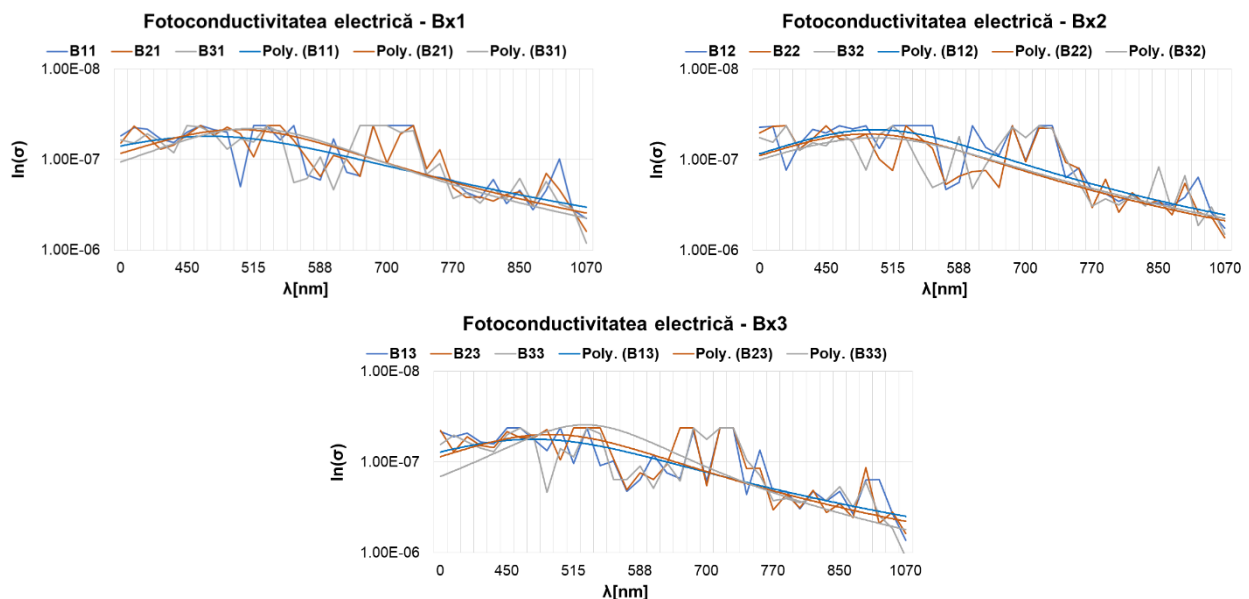 Fotoconductivitatea electrică - Bx1
B11 B21 B31 Poly. (B11) Poly. (B21) Poly. (B31)
1.00E-08
1.00E-07
1.00E-06
ln(σ)
0 450 515 588 700 770 850 1070
λ[nm]
Fotoconductivitatea electrică - Bx2
B12 B22 B32 Poly. (B12) Poly. (B22) Poly. (B32)
1.00E-08
1.00E-07
1.00E-06
ln(σ)
0 450 515 588 700 770 850 1070
λ[nm]
Fotoconductivitatea electrică - Bx3
B13 B23 B33 Poly. (B13) Poly. (B23) Poly. (B33)
1.00E-08
1.00E-07
1.00E-06
ln(σ)
0 450 515 588 700 770 850 1070
λ[nm]